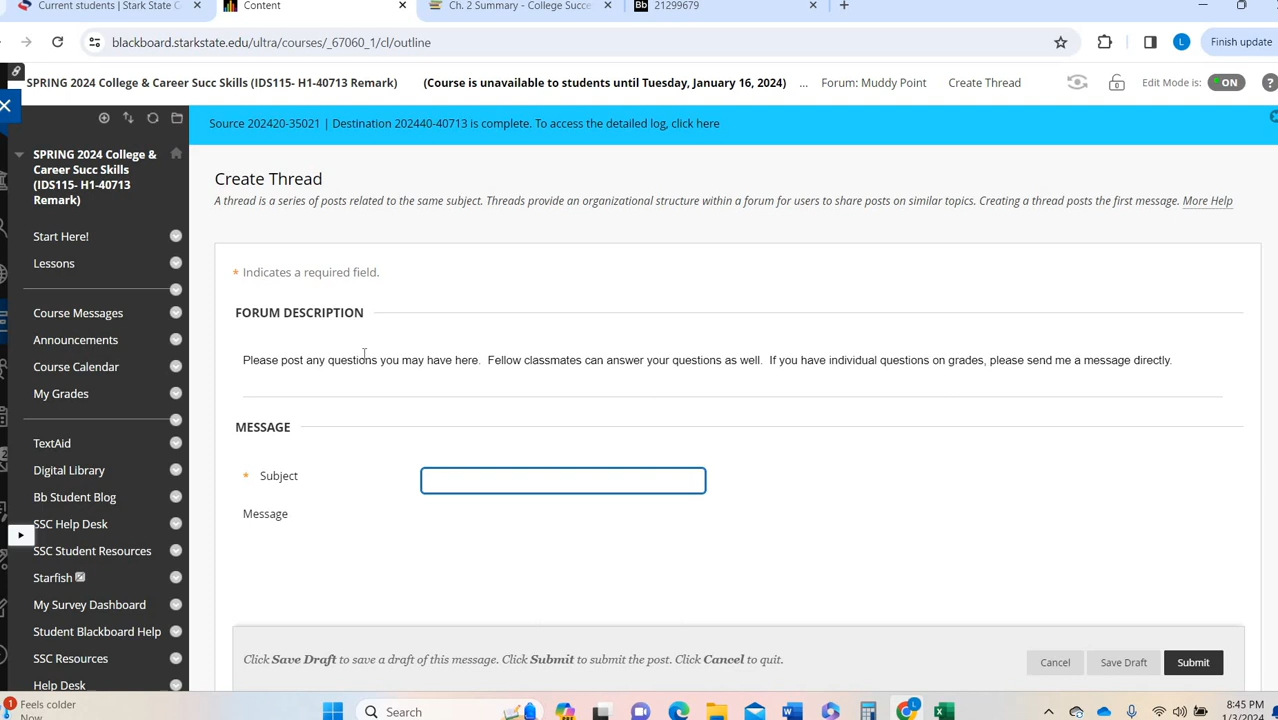 Current students | Stark State C
Content
Ch. 2 Summary - College Succe
Bb 21299679
blackboard.starkstate.edu/ultra/courses/_67060_1/cl/outline
L
Finish update
SPRING 2024 College & Career Succ Skills (IDS115- H1-40713 Remark)
(Course is unavailable to students until Tuesday, January 16, 2024)
...
Forum: Muddy Point
Create Thread
Edit Mode is:
ON
?
Source 202420-35021 | Destination 202440-40713 is complete. To access the detailed log, click here
SPRING 2024 College &
Career Succ Skills
(IDS115- H1-40713
Remark)
Start Here!
Lessons
Course Messages
Announcements
Course Calendar
My Grades
TextAid
Digital Library
Bb Student Blog
SSC Help Desk
SSC Student Resources
Starfish
My Survey Dashboard
Student Blackboard Help
SSC Resources
Help Desk
Create Thread
A thread is a series of posts related to the same subject. Threads provide an organizational structure within a forum for users to share posts on similar topics. Creating a thread posts the first message. More Help
* Indicates a required field.
FORUM DESCRIPTION
Please post any questions you may have here. Fellow classmates can answer your questions as well. If you have individual questions on grades, please send me a message directly.
MESSAGE
* Subject
Message
Click Save Draft to save a draft of this message. Click Submit to submit the post. Click Cancel to quit.
Cancel
Save Draft
Submit
1
Feels colder
Now
Search
L
8:45 PM
1/3/2024